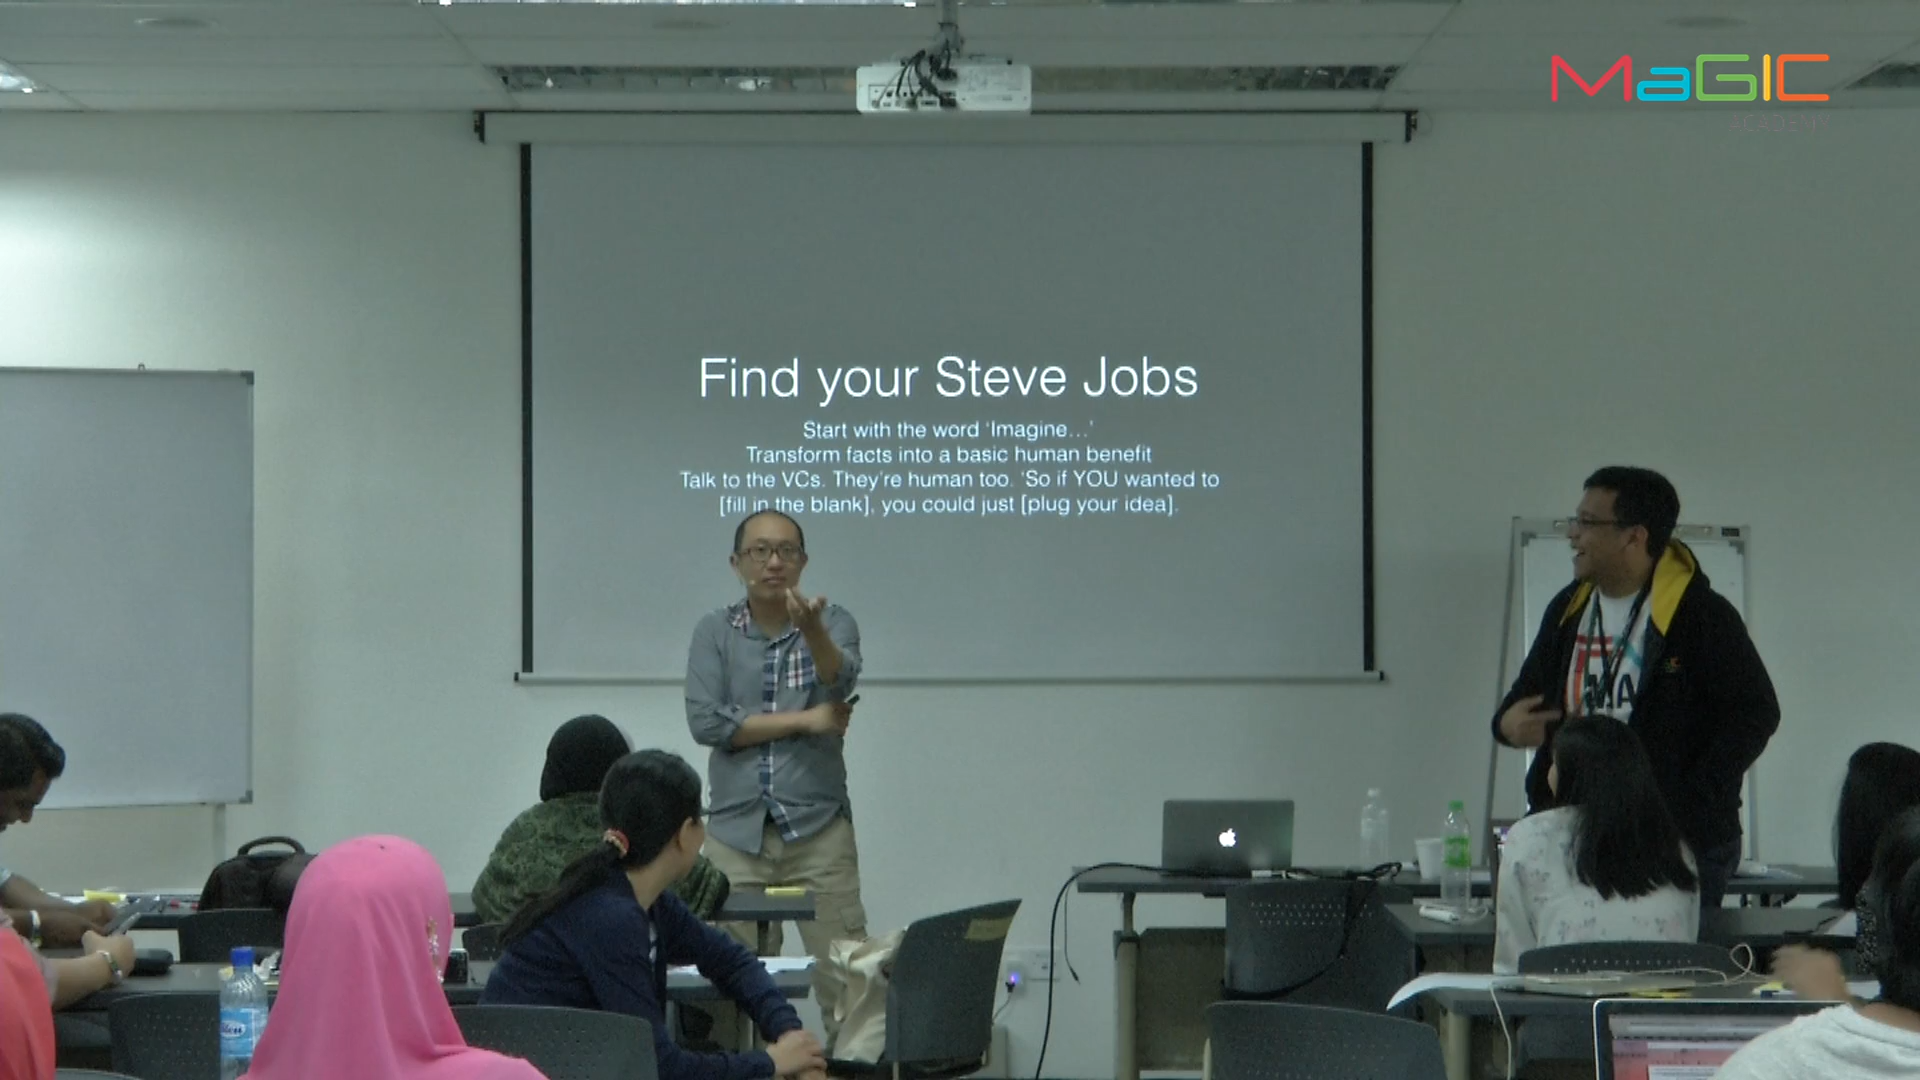 MaGIC
ACADEMY
Find your Steve Jobs
Start with the word ‘Imagine...’
Transform facts into a basic human benefit
Talk to the VCs. They're human too. ‘So if YOU wanted to
[fill in the blank], you could just [plug your idea].